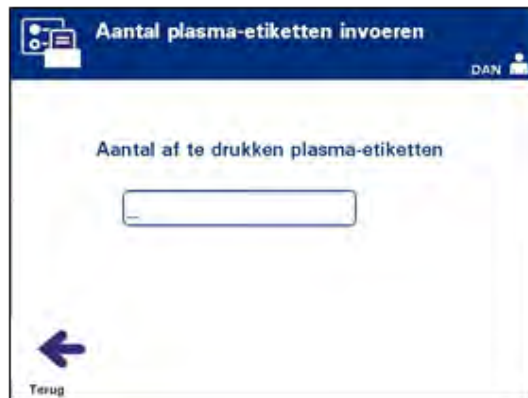 Aantal plasma-etiketten invoeren
DAN
Aantal af te drukken plasma-etiketten
_
Terug